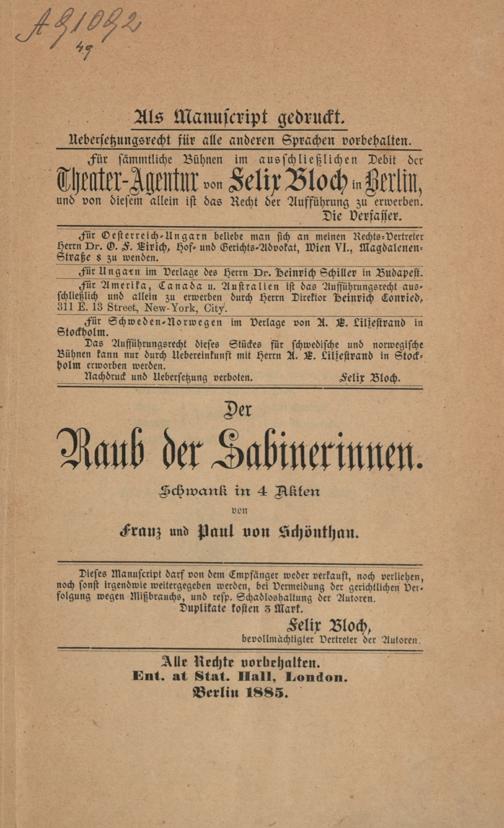 A91092
49
Als Manuscript gedruckt.
Uebersetzungsrecht für alle anderen Sprachen vorbehalten.
Für sämmtliche Bühnen im ausschließlichen Debit der
Theater-Agentur von Felix Bloch in Berlin,
und von diesem allein ist das Recht der Aufführung zu erwerben.
Die Verfasser.
Für Oesterreich-Ungarn beliebe man sich an meinen Rechts-Vertreter
Herrn Dr. O. F. Eirich, Hof- und Gerichts-Advokat, Wien VI., Magdalenen-
Straße 8 zu wenden.
Für Ungarn im Verlage des Herrn Dr. Heinrich Schiller in Budapest.
Für Amerika, Canada u. Australien ist das Aufführungsrecht aus-
schließlich und allein zu erwerben durch Herrn Direktor Heinrich Conried,
311 E. 13 Street, New-York, City.
Für Schweden-Norwegen im Verlage von A. E. Liljestrand in
Stockholm.
Das Aufführungsrecht dieses Stückes für schwedische und norwegische
Bühnen kann nur durch Uebereinkunft mit Herrn A. E. Liljestrand in Stock-
holm erworben werden.
Nachdruck und Uebersetzung verboten. Felix Bloch.
Der
Raub der Sabinerinnen.
Schwank in 4 Akten
von
Franz und Paul von Schönthan.
Dieses Manuscript darf von dem Empfänger weder verkauft, noch verliehen,
noch sonst irgendwie weitergegeben werden, bei Vermeidung der gerichtlichen Ver-
folgung wegen Mißbrauchs, und resp. Schadloshaltung der Autoren.
Duplikate kosten 3 Mark.
Felix Bloch,
bevollmächtigter Vertreter der Autoren.
Alle Rechte vorbehalten.
Ent. at Stat. Hall, London.
Berlin 1885.